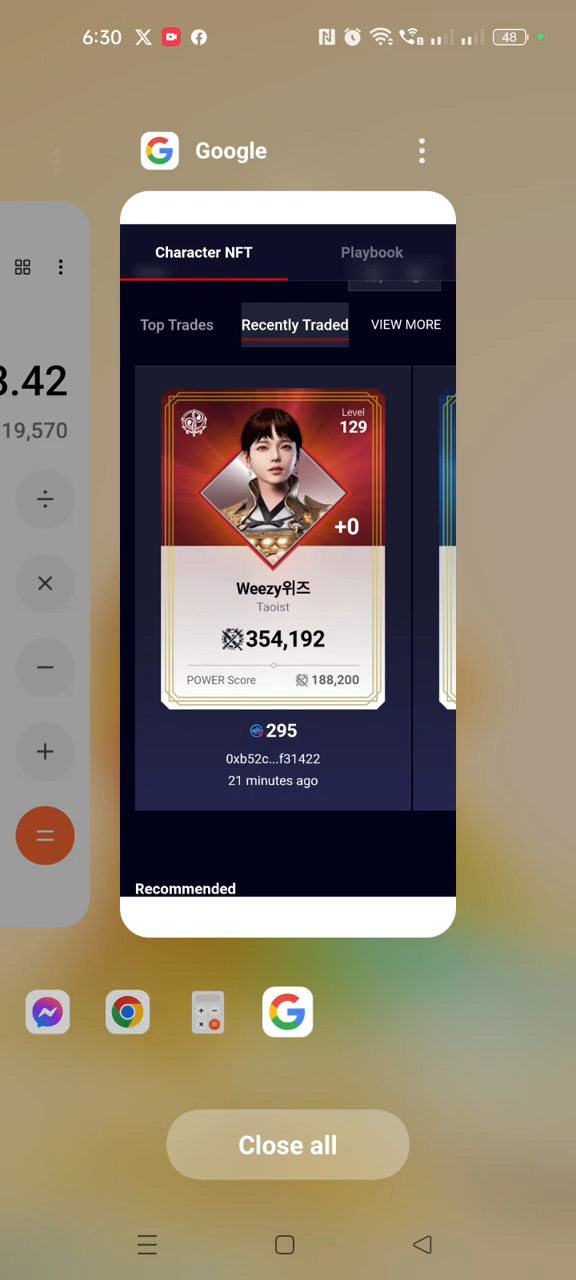 6:30
48
Google
Character NFT
Playbook
Top Trades
Recently Traded
VIEW MORE
3.42
19,570
÷
×
−
+
=
Level
129
+0
Weezy위즈
Taoist
354,192
POWER Score
188,200
295
0xb52c...f31422
21 minutes ago
Recommended
Close all